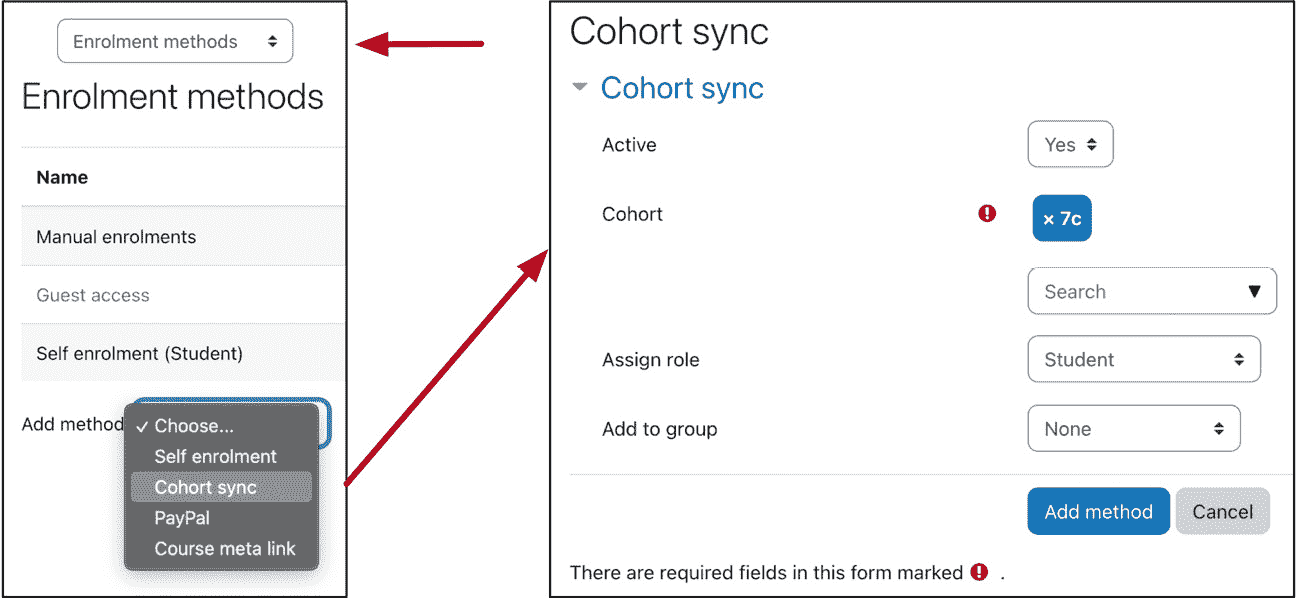 Enrolment methods
Enrolment methods
Name
Manual enrolments
Guest access
Self enrolment (Student)
Add method
✓ Choose...
Self enrolment
Cohort sync
PayPal
Course meta link
Cohort sync
Cohort sync
Active Yes
Cohort × 7c
Search
Assign role Student
Add to group None
Add method Cancel
There are required fields in this form marked .